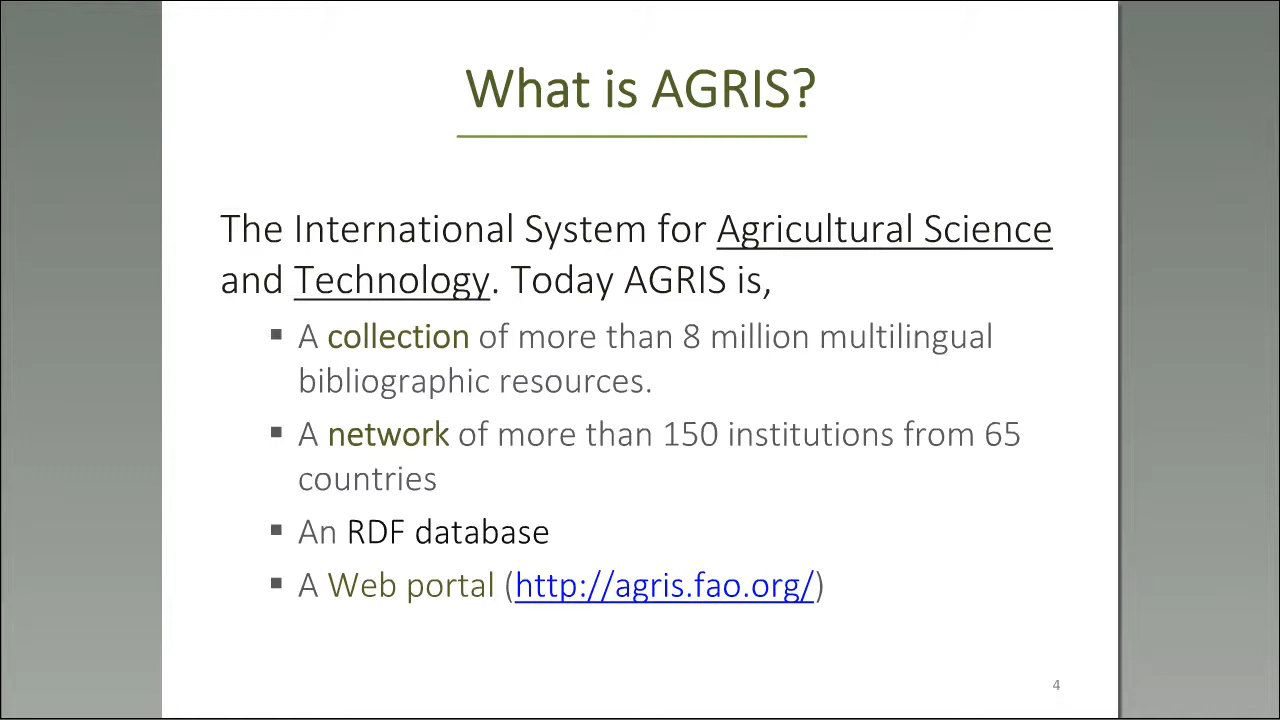 What is AGRIS?
The International System for Agricultural Science
and Technology. Today AGRIS is,
▪ A collection of more than 8 million multilingual
bibliographic resources.
▪ A network of more than 150 institutions from 65
countries
▪ An RDF database
▪ A Web portal (http://agris.fao.org/)
4